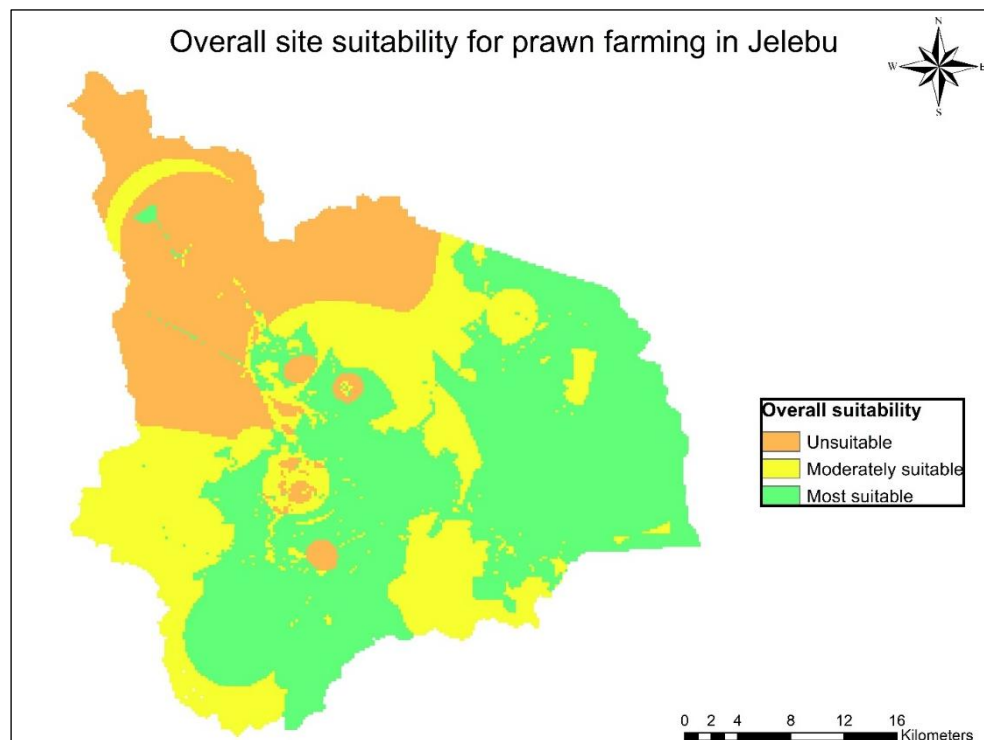 Overall site suitability for prawn farming in Jelebu
N
W E
S
Overall suitability
Unsuitable
Moderately suitable
Most suitable
0 2 4 8 12 16
Kilometers